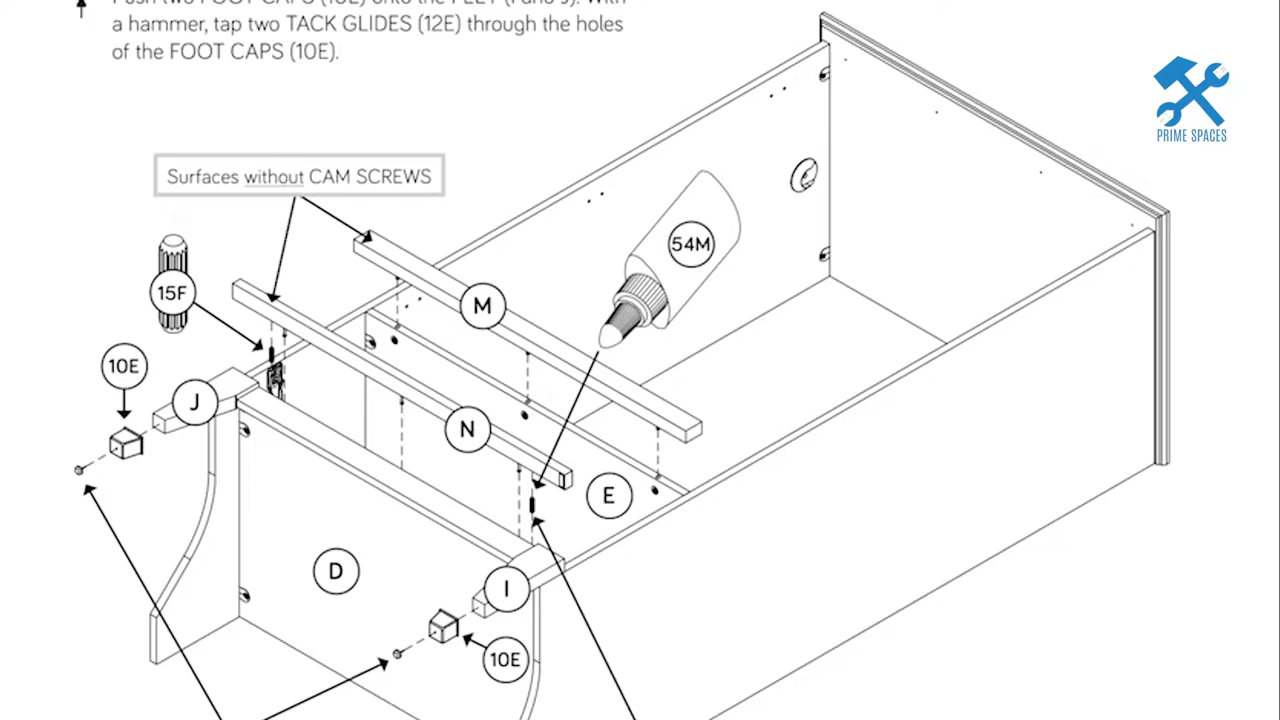 a hammer, tap two TACK GLIDES (12E) through the holes
of the FOOT CAPS (10E).
PRIME SPACES
Surfaces without CAM SCREWS
54M
15F
M
10E
J
N
E
D
I
10E